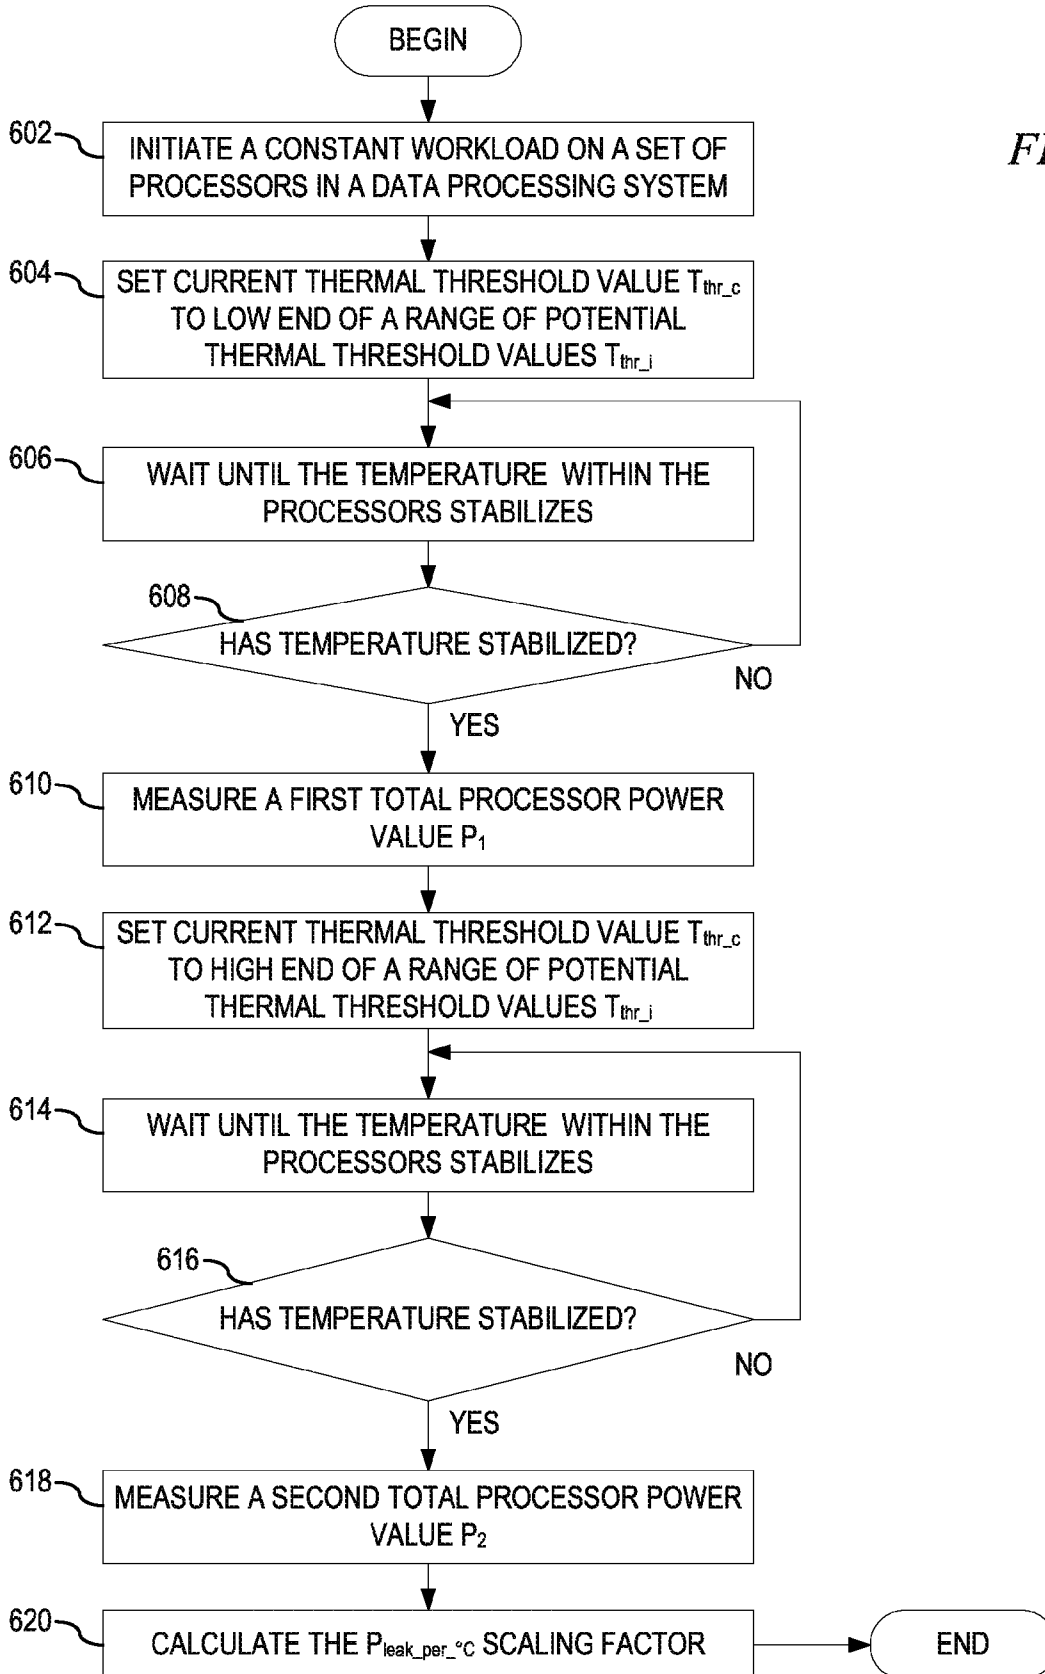 BEGIN
FI
602
INITIATE A CONSTANT WORKLOAD ON A SET OF
PROCESSORS IN A DATA PROCESSING SYSTEM
604
SET CURRENT THERMAL THRESHOLD VALUE Tthr_c
TO LOW END OF A RANGE OF POTENTIAL
THERMAL THRESHOLD VALUES Tthr_i
606
WAIT UNTIL THE TEMPERATURE WITHIN THE
PROCESSORS STABILIZES
608
HAS TEMPERATURE STABILIZED?
NO
YES
610
MEASURE A FIRST TOTAL PROCESSOR POWER
VALUE P1
612
SET CURRENT THERMAL THRESHOLD VALUE Tthr_c
TO HIGH END OF A RANGE OF POTENTIAL
THERMAL THRESHOLD VALUES Tthr_i
614
WAIT UNTIL THE TEMPERATURE WITHIN THE
PROCESSORS STABILIZES
616
HAS TEMPERATURE STABILIZED?
NO
YES
618
MEASURE A SECOND TOTAL PROCESSOR POWER
VALUE P2
620
CALCULATE THE Pleak_per_°C SCALING FACTOR
END